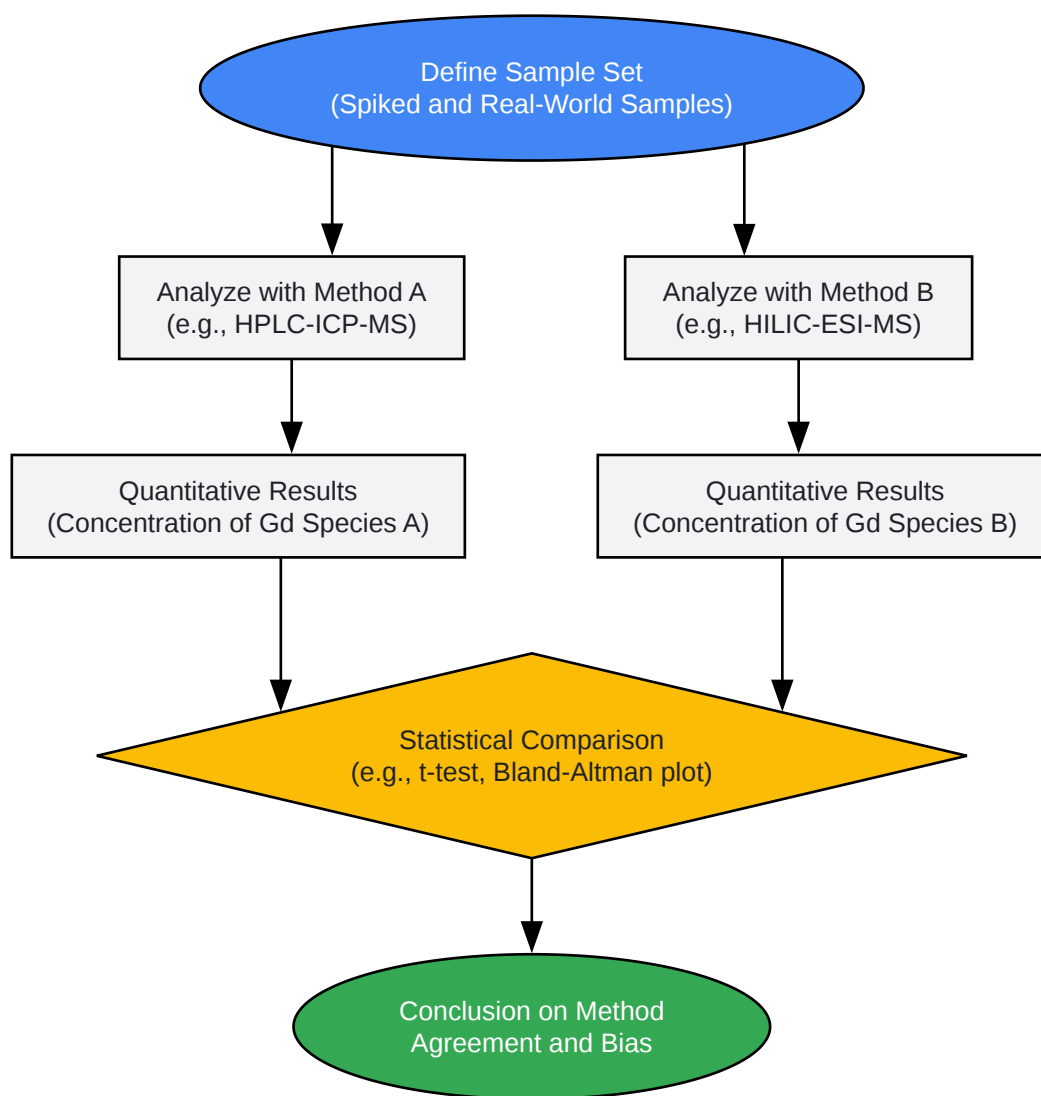 Define Sample Set
(Spiked and Real-World Samples)
Analyze with Method A
(e.g., HPLC-ICP-MS)
Analyze with Method B
(e.g., HILIC-ESI-MS)
Quantitative Results
(Concentration of Gd Species A)
Quantitative Results
(Concentration of Gd Species B)
Statistical Comparison
(e.g., t-test, Bland-Altman plot)
Conclusion on Method
Agreement and Bias